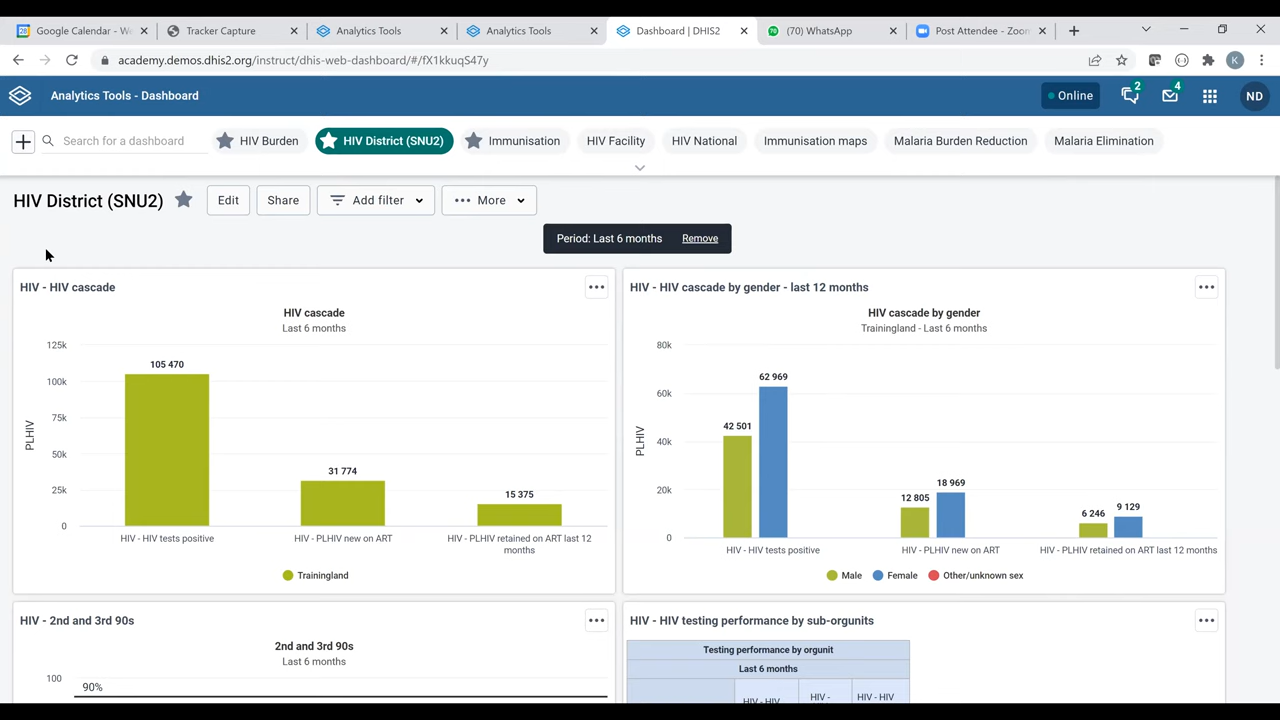 Google Calendar - We
Tracker Capture
Analytics Tools
Analytics Tools
Dashboard | DHIS2
(70) WhatsApp
Post Attendee - Zoom
academy.demos.dhis2.org/instruct/dhis-web-dashboard/#/fX1kkqqS47y
K
Analytics Tools - Dashboard
Online
2
4
ND
Search for a dashboard
HIV Burden
HIV District (SNU2)
Immunisation
HIV Facility
HIV National
Immunisation maps
Malaria Burden Reduction
Malaria Elimination
HIV District (SNU2)
Edit
Share
Add filter
More
Period: Last 6 months
Remove
HIV - HIV cascade
HIV cascade
Last 6 months
125k
100k
75k
50k
25k
0
PLHIV
105 470
31 774
15 375
HIV - HIV tests positive
HIV - PLHIV new on ART
HIV - PLHIV retained on ART last 12
months
Trainingland
HIV - HIV cascade by gender - last 12 months
HIV cascade by gender
Trainingland - Last 6 months
80k
60k
40k
20k
0
PLHIV
42 501
62 969
12 805
18 969
6 246
9 129
HIV - HIV tests positive
HIV - PLHIV new on ART
HIV - PLHIV retained on ART last 12 months
Male
Female
Other/unknown sex
HIV - 2nd and 3rd 90s
2nd and 3rd 90s
Last 6 months
100
90%
HIV - HIV testing performance by sub-orgunits
Testing performance by orgunit
Last 6 months
HIV - HIV
HIV -
HIV - HIV